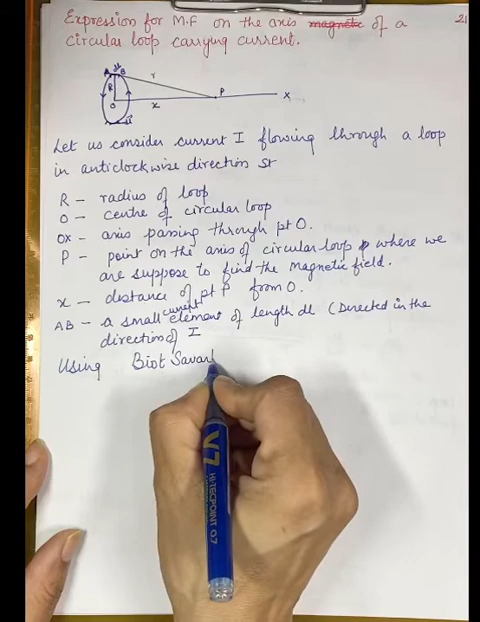 Expression for M.F on the axis magnetic of a
21
circular loop carrying current.
A dl B
r
R
P
O
x
X
Let us consider current I flowing through a loop
in anticlockwise direction st
R - radius of loop
O - centre of circular loop
OX - axis passing through pt O.
P - point on the axis of circular loop where we
are suppose to find the magnetic field.
x - distance of pt P from O.
current
AB - a small element of length dl (Directed in the
direction of I
Using Biot Savart
V7
HI-TECPOINT 0.7